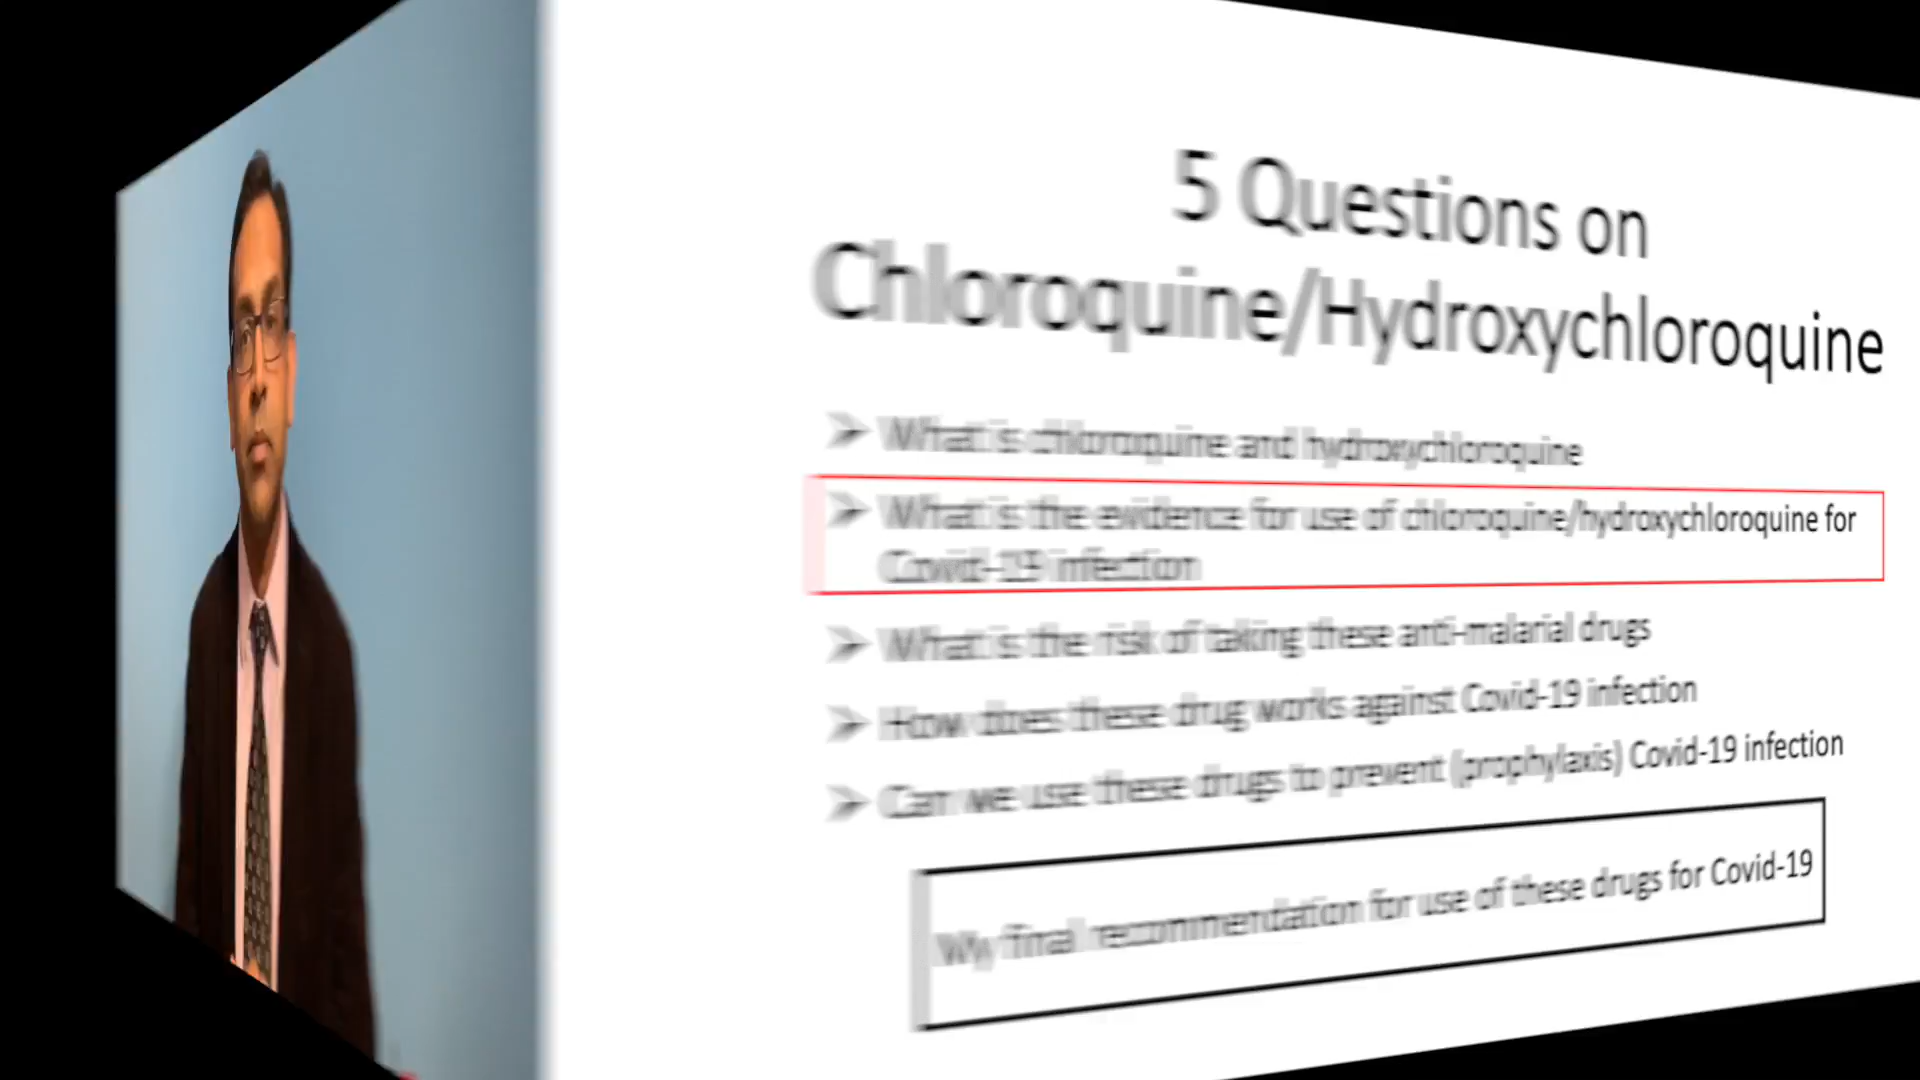 5 Questions on
Chloroquine/Hydroxychloroquine
What is chloroquine and hydroxychloroquine
What is the evidence for use of chloroquine/hydroxychloroquine for
Covid-19 infection
What is the risk of taking these anti-malarial drugs
How does these drug works against Covid-19 infection
Can we use these drugs to prevent (prophylaxis) Covid-19 infection
My final recommendation for use of these drugs for Covid-19